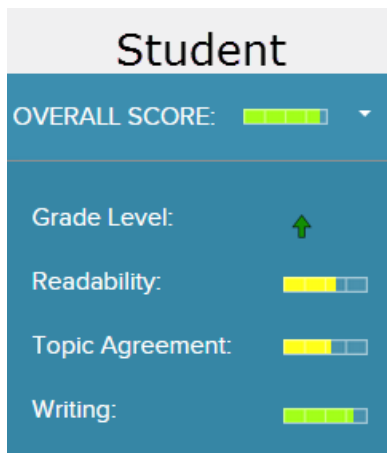 Student
OVERALL SCORE:
Grade Level:
Readability:
Topic Agreement:
Writing: